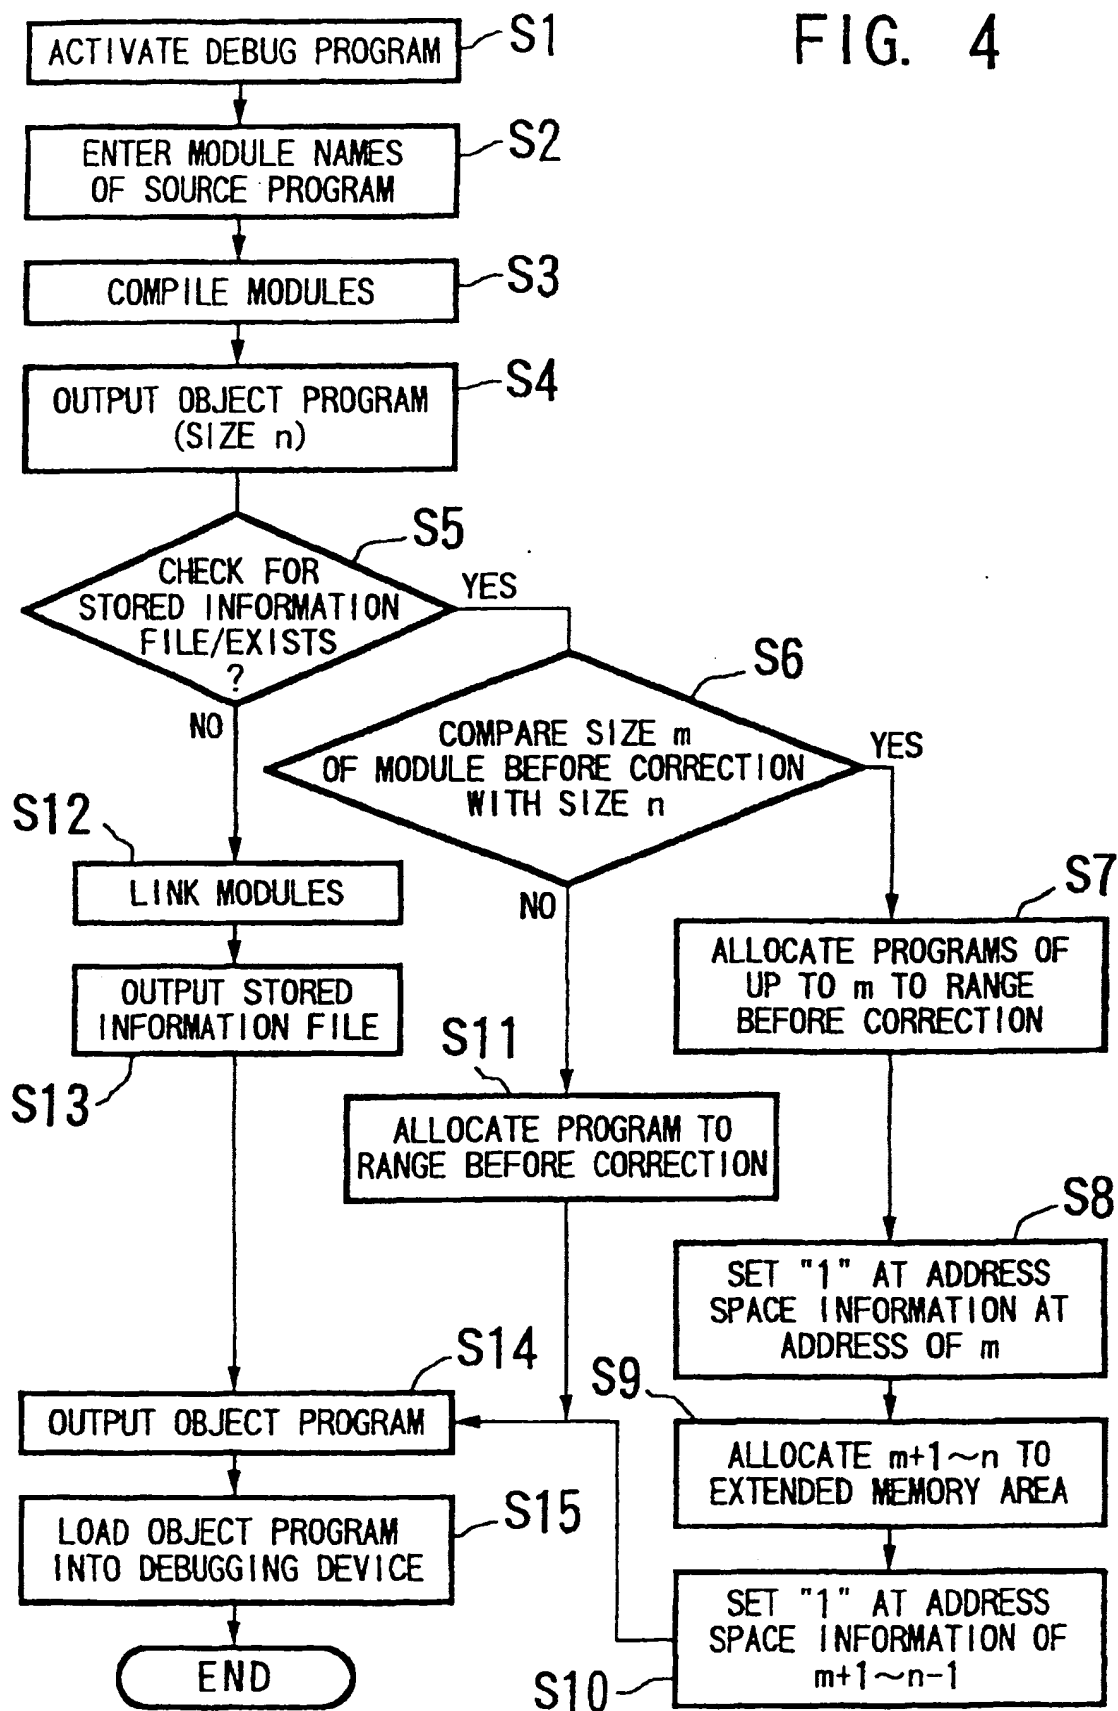 FIG. 4
S1
ACTIVATE DEBUG PROGRAM
S2
ENTER MODULE NAMES
OF SOURCE PROGRAM
S3
COMPILE MODULES
S4
OUTPUT OBJECT PROGRAM
(SIZE n)
S5
CHECK FOR
STORED INFORMATION
FILE/EXISTS
?
YES
NO
S6
COMPARE SIZE m
OF MODULE BEFORE CORRECTION
WITH SIZE n
YES
NO
S12
LINK MODULES
S13
OUTPUT STORED
INFORMATION FILE
S7
ALLOCATE PROGRAMS OF
UP TO m TO RANGE
BEFORE CORRECTION
S11
ALLOCATE PROGRAM TO
RANGE BEFORE CORRECTION
S8
SET "1" AT ADDRESS
SPACE INFORMATION AT
ADDRESS OF m
S9
ALLOCATE m+1~n TO
EXTENDED MEMORY AREA
S10
SET "1" AT ADDRESS
SPACE INFORMATION OF
m+1~n-1
S14
OUTPUT OBJECT PROGRAM
S15
LOAD OBJECT PROGRAM
INTO DEBUGGING DEVICE
END